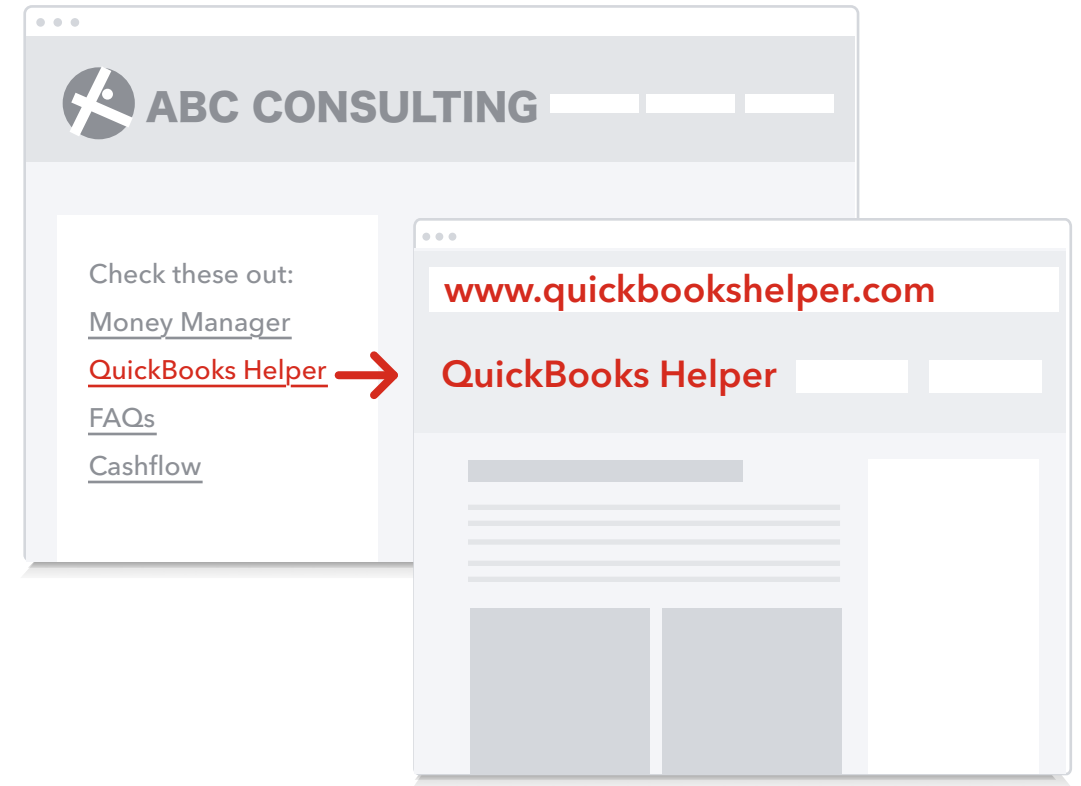 ABC CONSULTING
Check these out:
Money Manager
QuickBooks Helper
FAQs
Cashflow
www.quickbookshelper.com
QuickBooks Helper